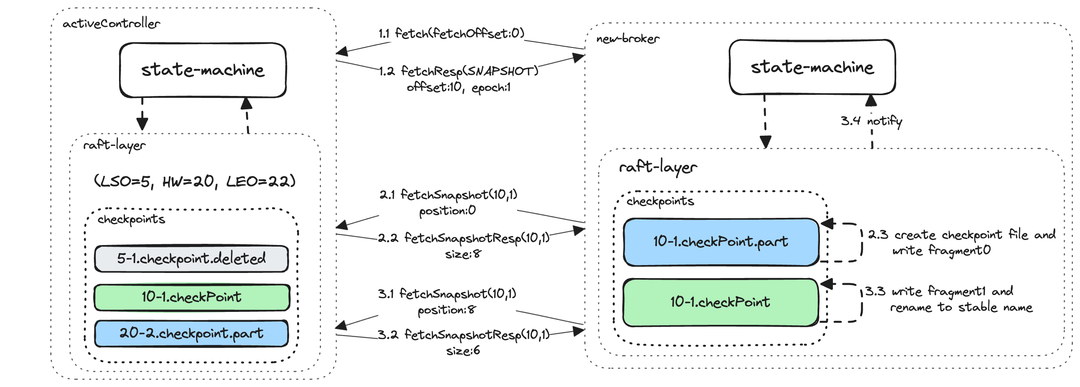 activeController
state-machine
raft-layer
(LSO=5, HW=20, LEO=22)
checkpoints
5-1.checkpoint.deleted
10-1.checkPoint
20-2.checkpoint.part
1.1 fetch(fetchOffset:0)
1.2 fetchResp(SNAPSHOT)
offset:10, epoch:1
2.1 fetchSnapshot(10,1)
position:0
2.2 fetchSnapshotResp(10,1)
size:8
3.1 fetchSnapshot(10,1)
position:8
3.2 fetchSnapshotResp(10,1)
size:6
new-broker
state-machine
3.4 notify
raft-layer
checkpoints
10-1.checkPoint.part
10-1.checkPoint
2.3 create checkpoint file and
write fragment0
3.3 write fragment1 and
rename to stable name